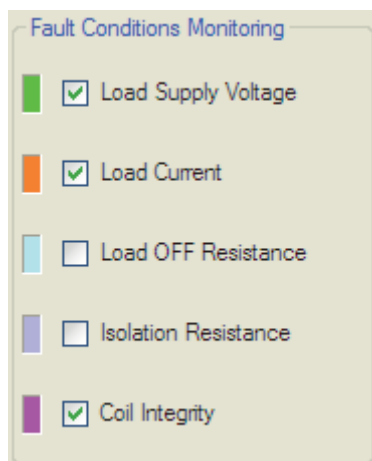 Fault Conditions Monitoring
Load Supply Voltage
Load Current
Load OFF Resistance
Isolation Resistance
Coil Integrity